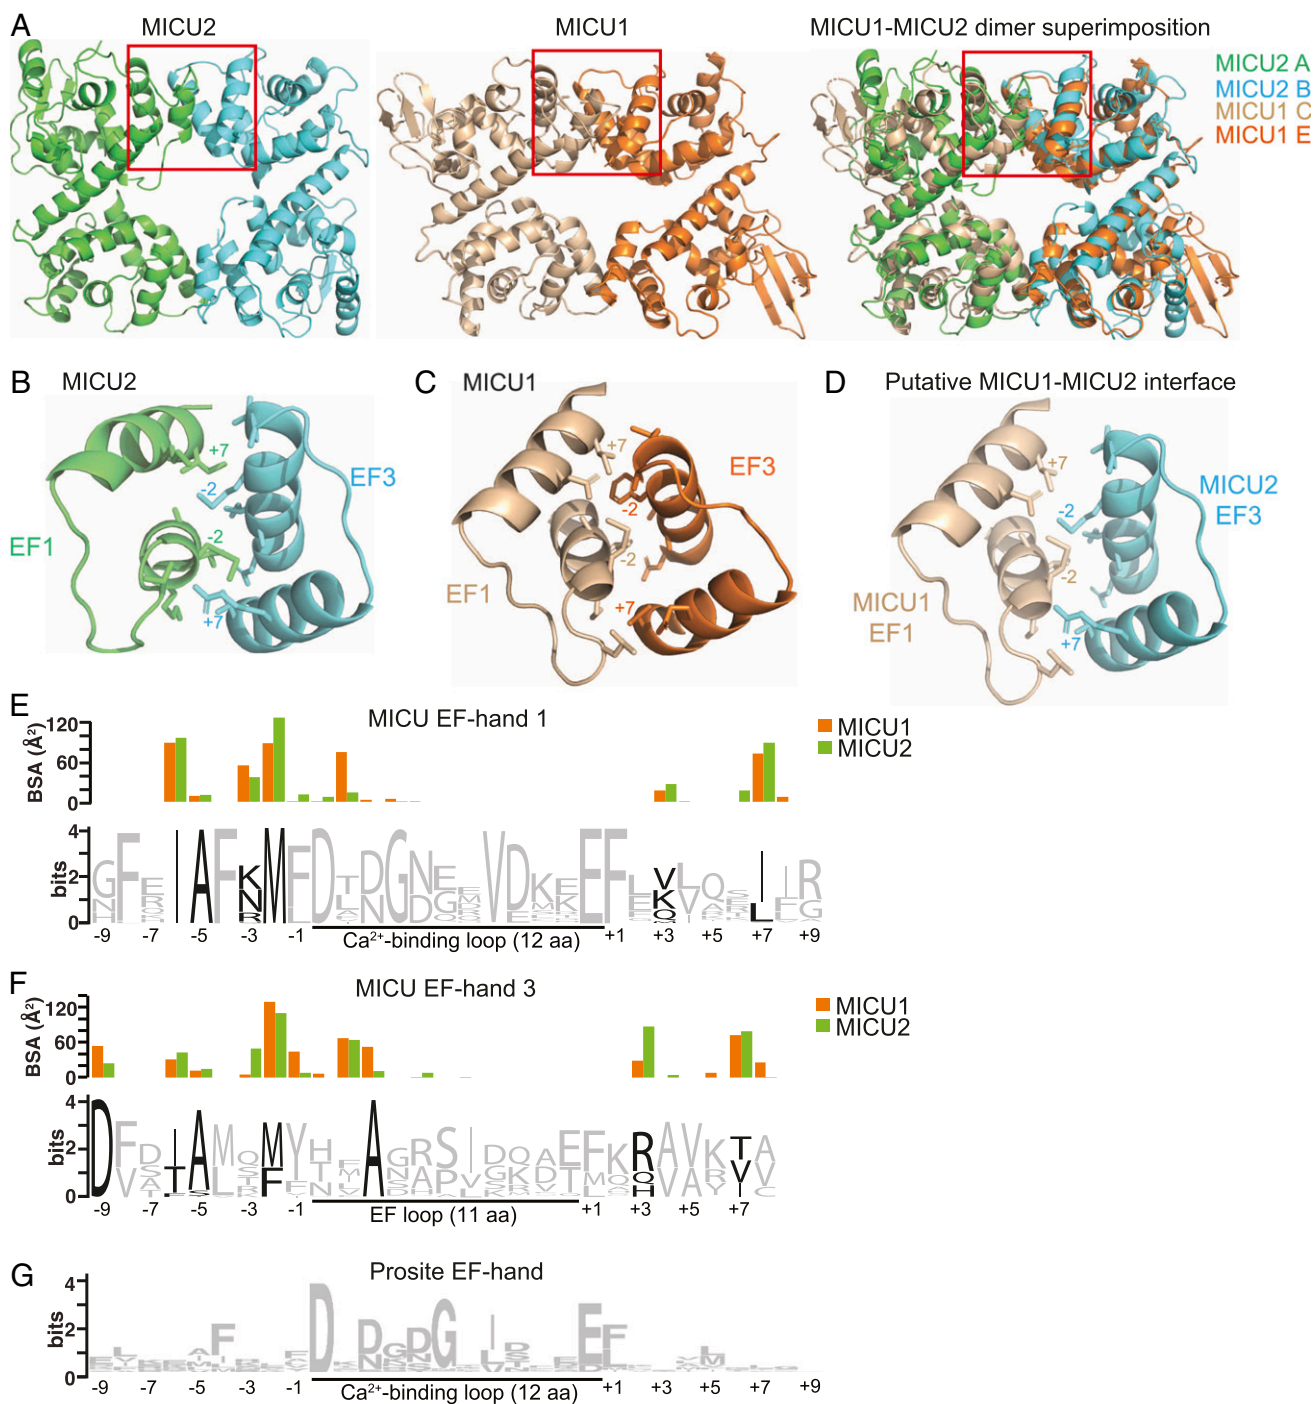 A
MICU2
MICU1
MICU1-MICU2 dimer superimposition
MICU2 A
MICU2 B
MICU1 C
MICU1 E
B
MICU2
+7
-2
EF3
-2
EF1
+7
C
MICU1
+7
EF3
-2
-2
EF1
+7
D
Putative MICU1-MICU2 interface
+7
MICU2
EF3
-2
-2
MICU1
EF1
+7
E
MICU EF-hand 1
MICU1
MICU2
BSA (Å²)
120
60
0
bits
4
2
0
-9 -7 -5 -3 -1 +1 +3 +5 +7 +9
Ca²⁺-binding loop (12 aa)
F
MICU EF-hand 3
MICU1
MICU2
BSA (Å²)
120
60
0
bits
4
2
0
-9 -7 -5 -3 -1 +1 +3 +5 +7
EF loop (11 aa)
G
Prosite EF-hand
bits
4
2
0
-9 -7 -5 -3 -1 +1 +3 +5 +7 +9
Ca²⁺-binding loop (12 aa)